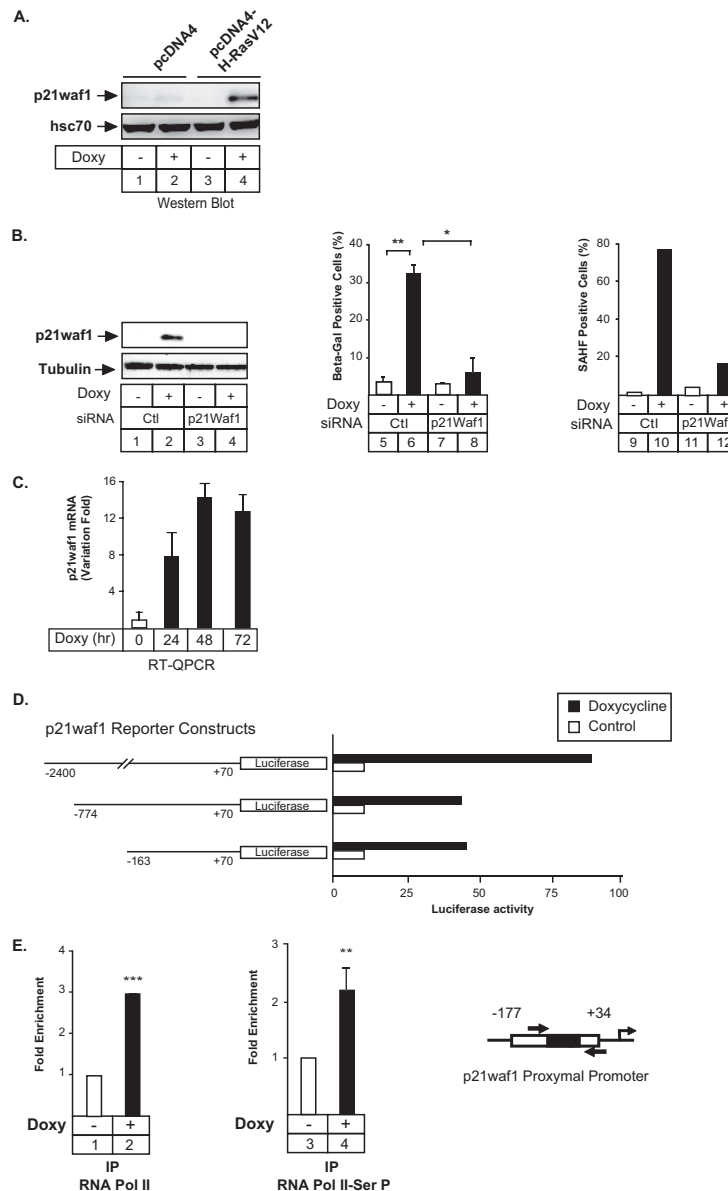 A.
pcDNA4
pcDNA4-
H-RasV12
p21waf1
hsc70
Doxy - + - +
1 2 3 4
Western Blot
B.
p21waf1
Tubulin
Doxy - + - +
siRNA Ctl p21Waf1
1 2 3 4
Beta-Gal Positive Cells (%)
40
30
20
10
** *
Doxy - + - +
siRNA Ctl p21Waf1
5 6 7 8
SAHF Positive Cells (%)
80
60
40
20
Doxy - + - +
siRNA Ctl
9 10 11 12
C.
p21waf1 mRNA
(Variation Fold)
16
12
8
4
Doxy (hr) 0 24 48 72
RT-QPCR
D.
p21waf1 Reporter Constructs
Doxycycline
Control
-2400 +70 Luciferase
-774 +70 Luciferase
-163 +70 Luciferase
0 25 50 75 100
Luciferase activity
E.
Fold Enrichment
4
3
2
1
***
Doxy - +
1 2
IP
RNA Pol II
Fold Enrichment
3
2
1
**
Doxy - +
3 4
IP
RNA Pol II-Ser P
-177 +34
p21waf1 Proxymal Promoter